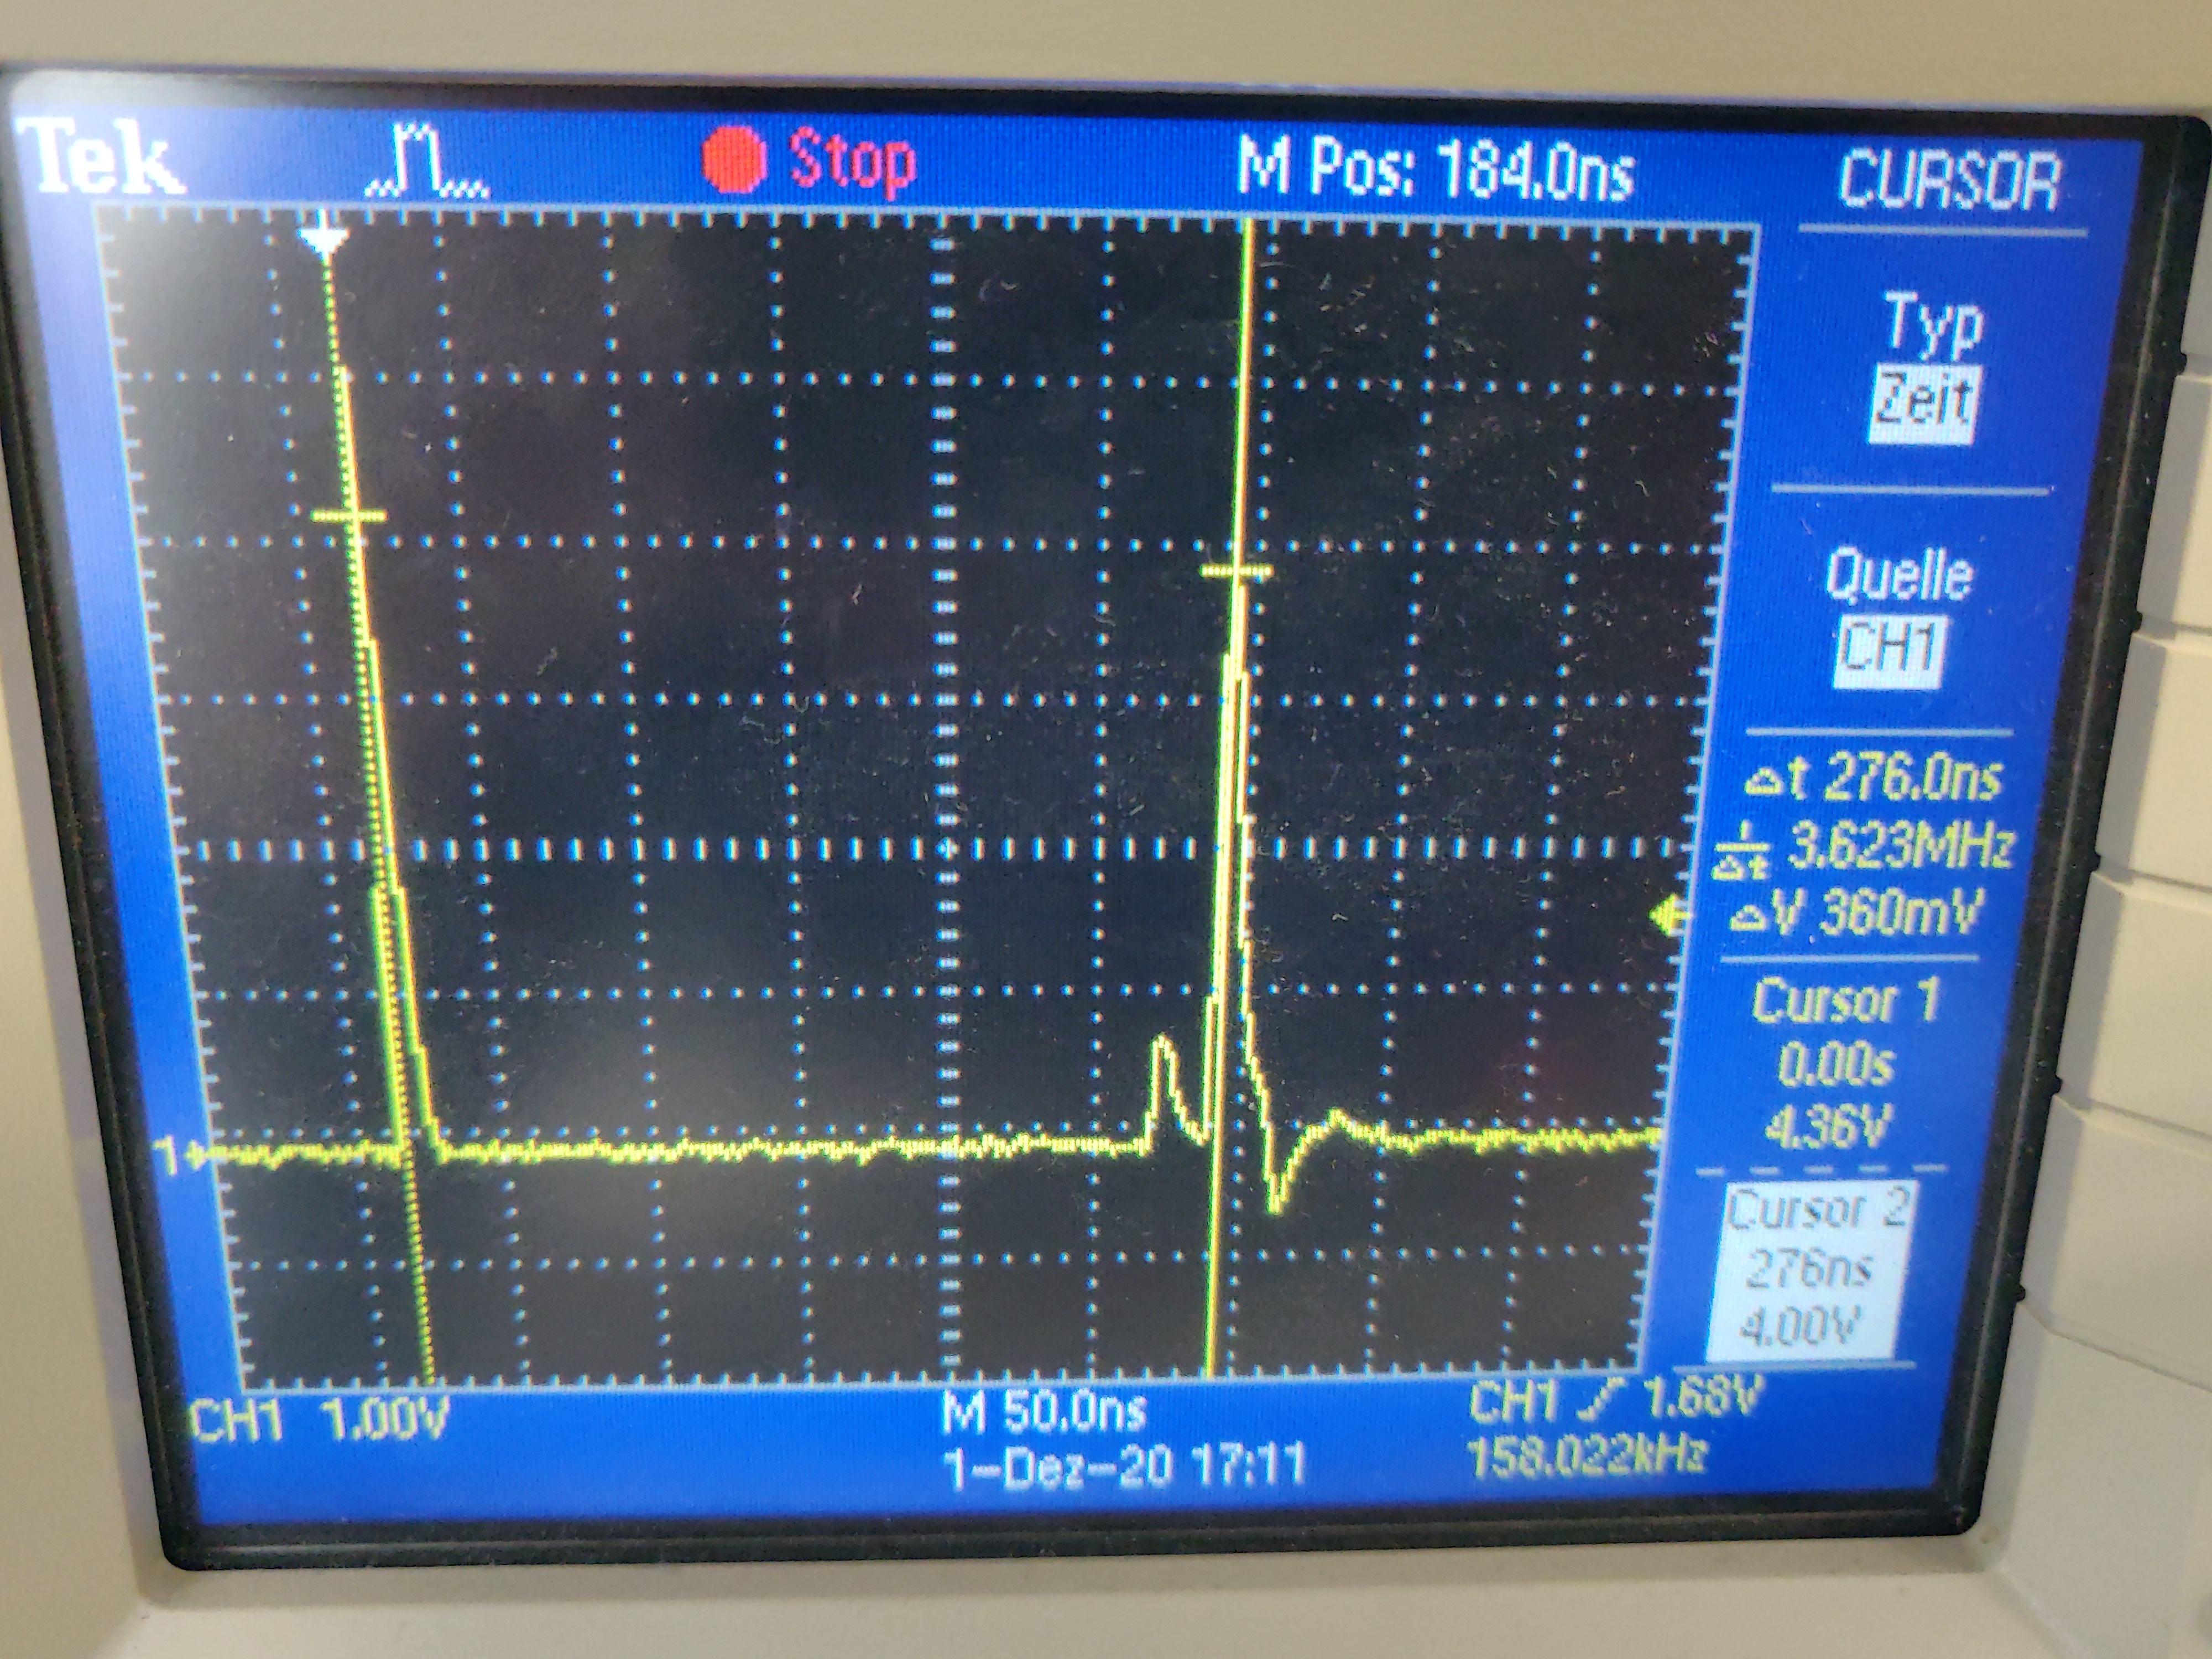 Tek Stop M Pos: 184.0ns CURSOR
Typ
Zeit
Quelle
CH1
Δt 276.0ns
1/Δt 3.623MHz
ΔV 360mV
Cursor 1
0.00s
4.36V
Cursor 2
276ns
4.00V
1
CH1 1.00V M 50.0ns CH1 1.68V
1-Dez-20 17:11 158.022kHz